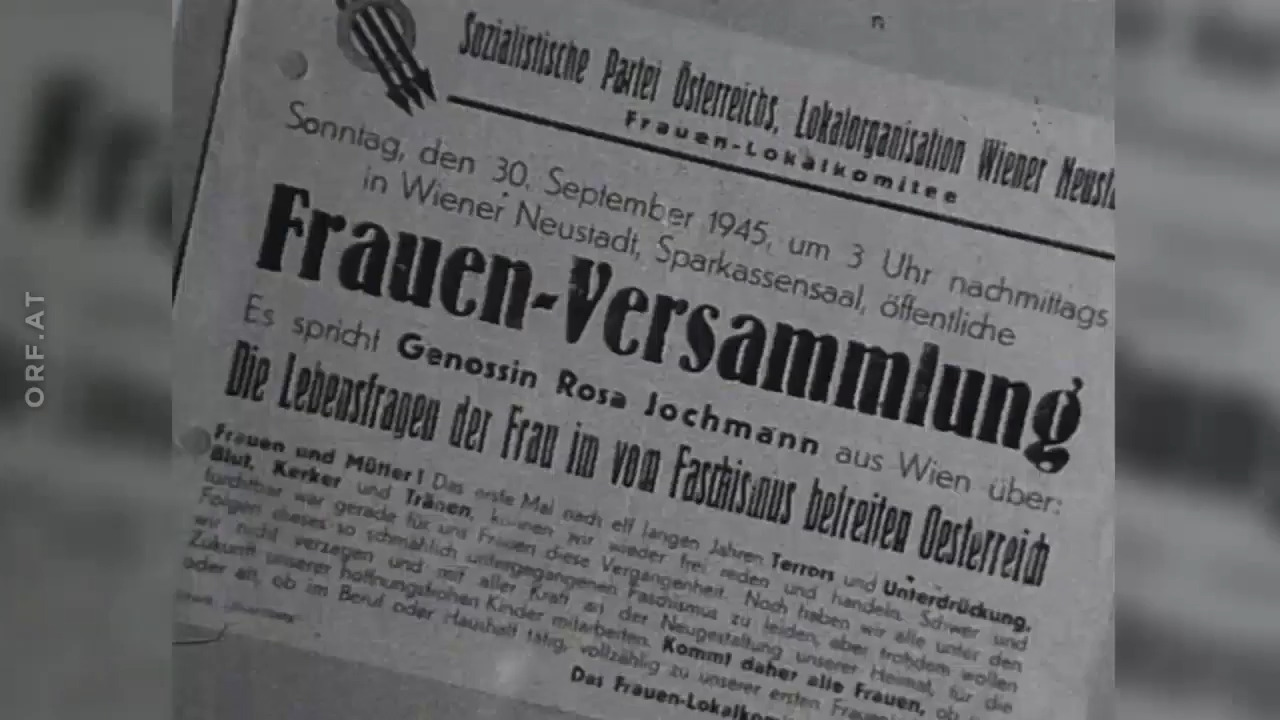 Sozialistische Partei Österreichs, Lokalorganisation Wiener Neust
Frauen-Lokalkomitee
Sonntag, den 30. September 1945, um 3 Uhr nachmittags
in Wiener Neustadt, Sparkassensaal, öffentliche
Frauen-Versammlung
Es spricht Genossin Rosa Jochmann aus Wien über:
Die Lebensfragen der Frau im vom Faschismus befreiten Oesterreich
Frauen und Mütter! Das erste Mal nach elf langen Jahren Terrors und Unterdrückung,
Blut, Kerker und Tränen, können wir wieder frei reden und handeln. Schwer und
furchtbar war gerade für uns Frauen diese Vergangenheit. Noch haben wir alle unter den
Folgen dieses so schmählich untergegangenen Faschismus zu leiden, aber trotzdem wollen
wir nicht verzagen und mit aller Kraft an der Neugestaltung unserer Heimat, für die
Zukunft unserer hoffnungsfrohen Kinder mitarbeiten. Kommt daher alle Frauen, ob
oder alt, ob im Beruf oder Haushalt tätig, vollzählig zu unserer ersten Frauen
Das Frauen-Lokalkom
ORF.AT